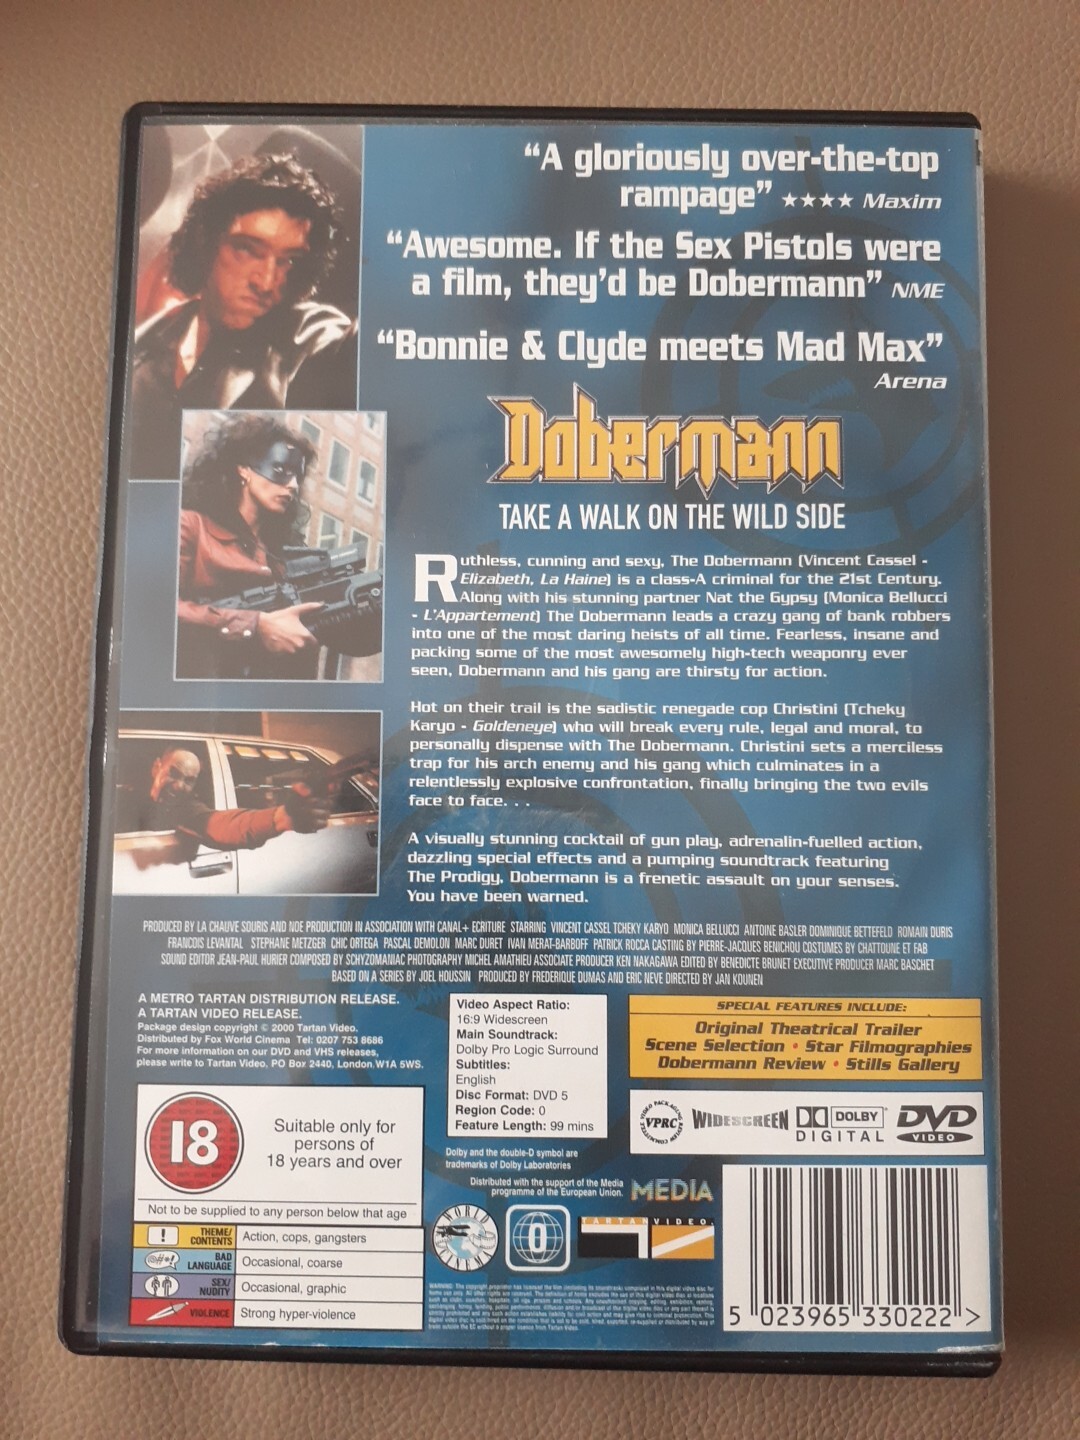 “A gloriously over-the-top
rampage” ★★★★ Maxim
“Awesome. If the Sex Pistols were
a film, they'd be Dobermann” NME
“Bonnie & Clyde meets Mad Max”
Arena
Dobermann
TAKE A WALK ON THE WILD SIDE
Ruthless, cunning and sexy, The Dobermann (Vincent Cassel -
Elizabeth, La Haine) is a class-A criminal for the 21st Century.
Along with his stunning partner Nat the Gypsy (Monica Bellucci
- L'Appartement) The Dobermann leads a crazy gang of bank robbers
into one of the most daring heists of all time. Fearless, insane and
packing some of the most awesomely high-tech weaponry ever
seen, Dobermann and his gang are thirsty for action.
Hot on their trail is the sadistic renegade cop Christini (Tcheky
Karyo - Goldeneye) who will break every rule, legal and moral, to
personally dispense with The Dobermann. Christini sets a merciless
trap for his arch enemy and his gang which culminates in a
relentlessly explosive confrontation, finally bringing the two evils
face to face. . .
A visually stunning cocktail of gun play, adrenalin-fuelled action,
dazzling special effects and a pumping soundtrack featuring
The Prodigy, Dobermann is a frenetic assault on your senses.
You have been warned.
PRODUCED BY LA CHAUVE SOURIS AND NOE PRODUCTION IN ASSOCIATION WITH CANAL+ ECRITURE STARRING VINCENT CASSEL TCHEKY KARYO MONICA BELLUCCI ANTOINE BASLER DOMINIQUE BETTEFELD ROMAIN DURIS
FRANCOIS LEVANTAL STEPHANE METZGER CHIC ORTEGA PASCAL DEMOLON MARC DURET IVAN MERAT-BARBOFF PATRICK ROCCA CASTING BY PIERRE-JACQUES BENICHOU COSTUMES BY CHATTOUNE ET FAB
SOUND EDITOR JEAN-PAUL HURIER COMPOSED BY SCHYZOMANIAC PHOTOGRAPHY MICHEL AMATHIEU ASSOCIATE PRODUCER KEN NAKAGAWA EDITED BY BENEDICTE BRUNET EXECUTIVE PRODUCER MARC BASCHET
BASED ON A SERIES BY JOEL HOUSSIN PRODUCED BY FREDERIQUE DUMAS AND ERIC NEVE DIRECTED BY JAN KOUNEN
A METRO TARTAN DISTRIBUTION RELEASE.
A TARTAN VIDEO RELEASE.
Package design copyright © 2000 Tartan Video.
Distributed by Fox World Cinema Tel: 0207 753 8686
For more information on our DVD and VHS releases,
please write to Tartan Video, PO Box 2440, London W1A 5WS.
Video Aspect Ratio:
16:9 Widescreen
Main Soundtrack:
Dolby Pro Logic Surround
Subtitles:
English
Disc Format: DVD 5
Region Code: 0
Feature Length: 99 mins
SPECIAL FEATURES INCLUDE:
Original Theatrical Trailer
Scene Selection • Star Filmographies
Dobermann Review • Stills Gallery
VIDEO PACKAGING REVIEW COMMITTEE
VPRC
WIDESCREEN
DOLBY
DIGITAL
DVD
VIDEO
18
Suitable only for
persons of
18 years and over
Not to be supplied to any person below that age
THEME/
CONTENTS
Action, cops, gangsters
@#*!
BAD
LANGUAGE
Occasional, coarse
SEX/
NUDITY
Occasional, graphic
VIOLENCE
Strong hyper-violence
Dolby and the double-D symbol are
trademarks of Dolby Laboratories
Distributed with the support of the Media
programme of the European Union.
MEDIA
WORLD
CINEMA
0
TARTAN VIDEO.
5 023965 330222 >